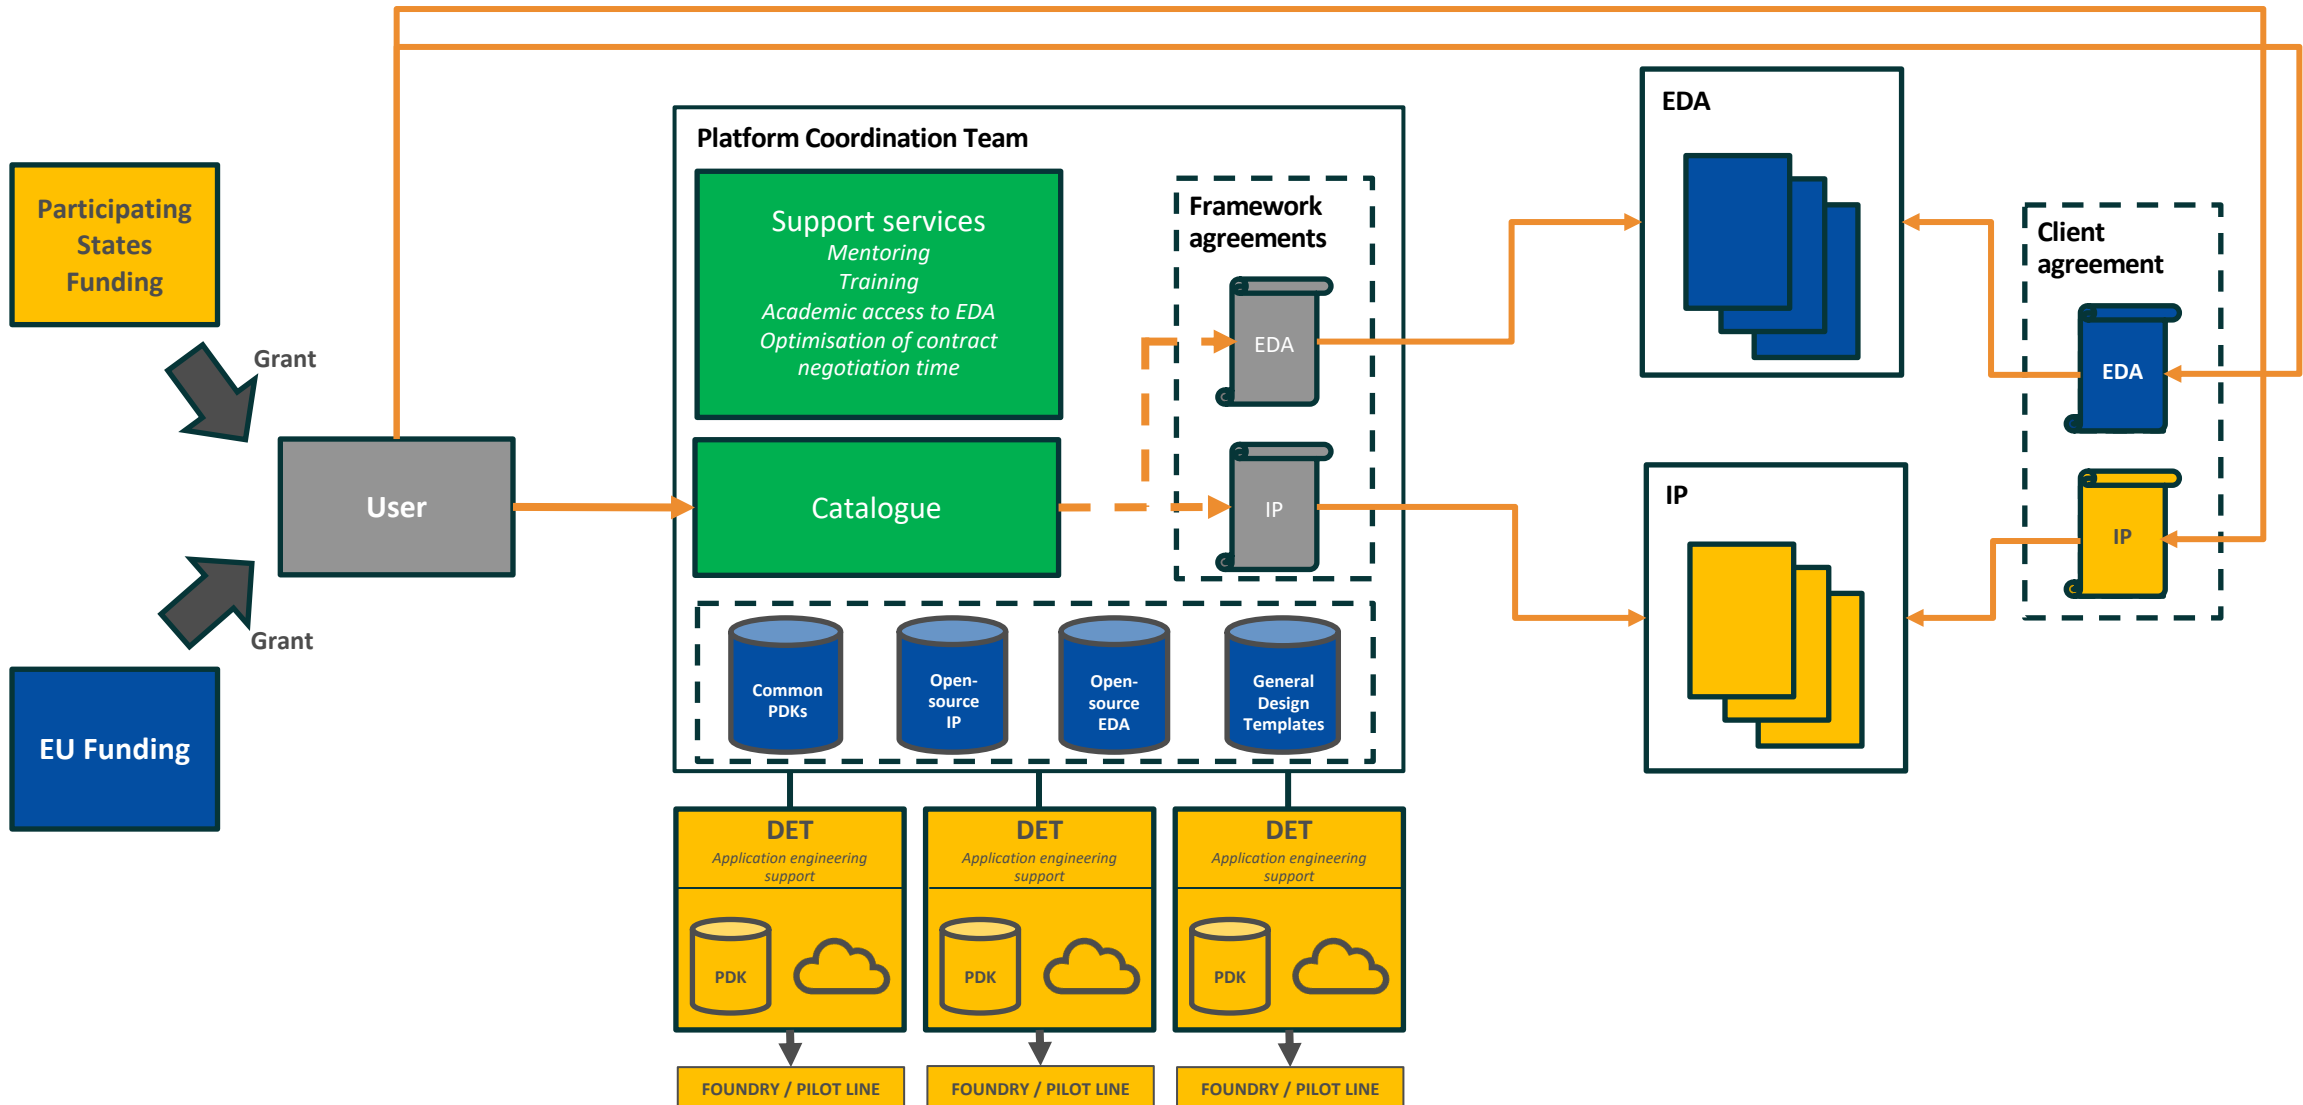 Participating
States
Funding
Grant
User
Grant
EU Funding
Platform Coordination Team
Support services
Mentoring
Training
Academic access to EDA
Optimisation of contract
negotiation time
Catalogue
Framework
agreements
EDA
IP
Common
PDKs
Open-
source
IP
Open-
source
EDA
General
Design
Templates
DET
Application engineering
support
PDK
FOUNDRY / PILOT LINE
DET
Application engineering
support
PDK
FOUNDRY / PILOT LINE
DET
Application engineering
support
PDK
FOUNDRY / PILOT LINE
EDA
IP
Client
agreement
EDA
IP